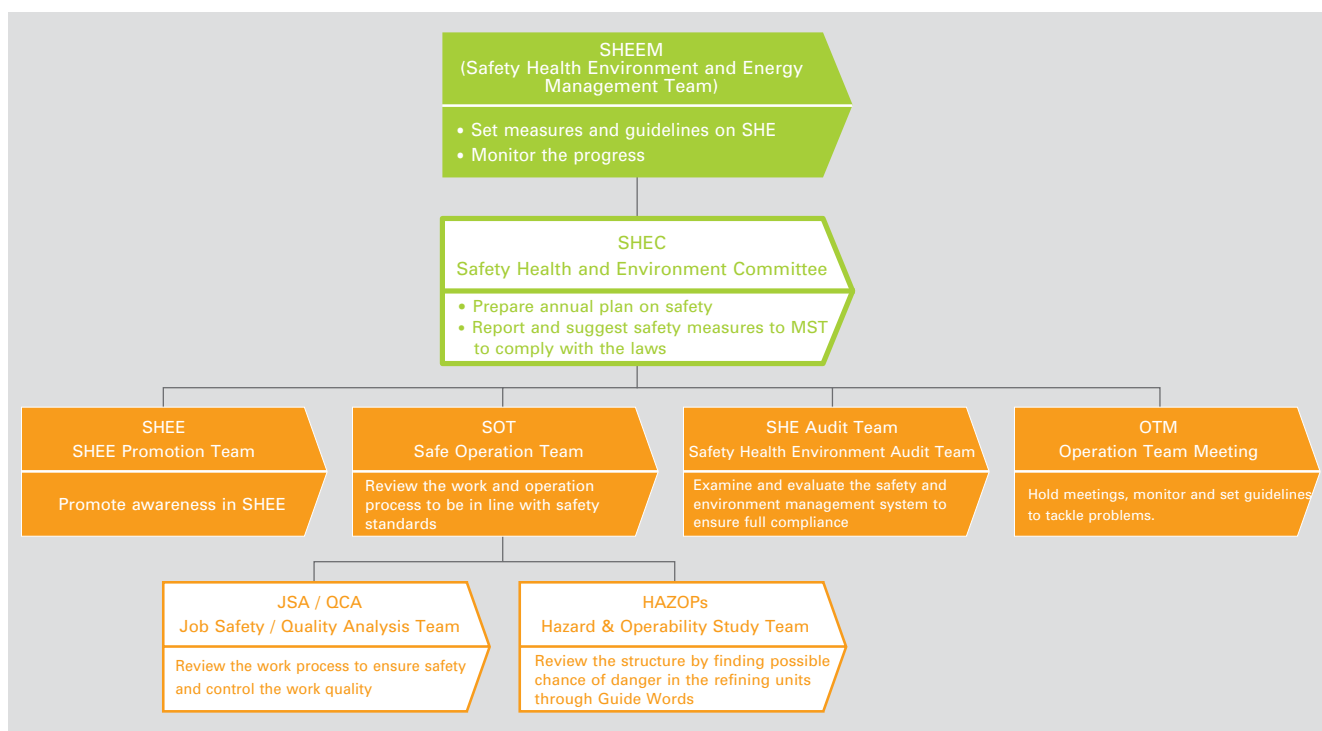 SHEEM
(Safety Health Environment and Energy
Management Team)
• Set measures and guidelines on SHE
• Monitor the progress
SHEC
Safety Health and Environment Committee
• Prepare annual plan on safety
• Report and suggest safety measures to MST
to comply with the laws
SHEE
SHEE Promotion Team
Promote awareness in SHEE
SOT
Safe Operation Team
Review the work and operation
process to be in line with safety
standards
SHE Audit Team
Safety Health Environment Audit Team
Examine and evaluate the safety and
environment management system to
ensure full compliance
OTM
Operation Team Meeting
Hold meetings, monitor and set guidelines
to tackle problems.
JSA / QCA
Job Safety / Quality Analysis Team
Review the work process to ensure safety
and control the work quality
HAZOPs
Hazard & Operability Study Team
Review the structure by finding possible
chance of danger in the refining units
through Guide Words